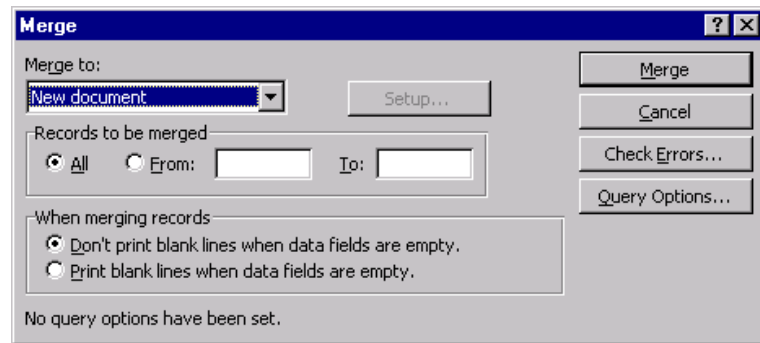 Merge
Merge to:
New document
Setup...
Merge
Cancel
Records to be merged
All From: To:
Check Errors...
Query Options...
When merging records
Don't print blank lines when data fields are empty.
Print blank lines when data fields are empty.
No query options have been set.